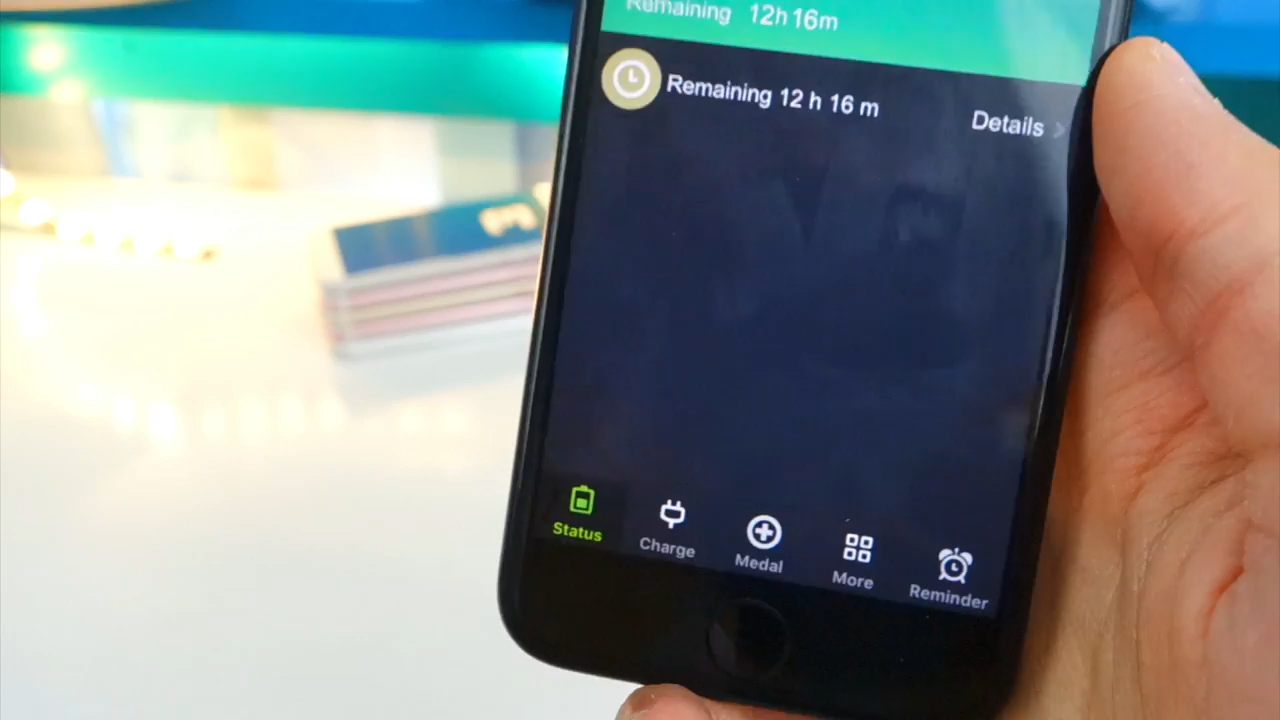 Remaining 12h 16m
Remaining 12 h 16 m
Details
Status
Charge
Medal
More
Reminder